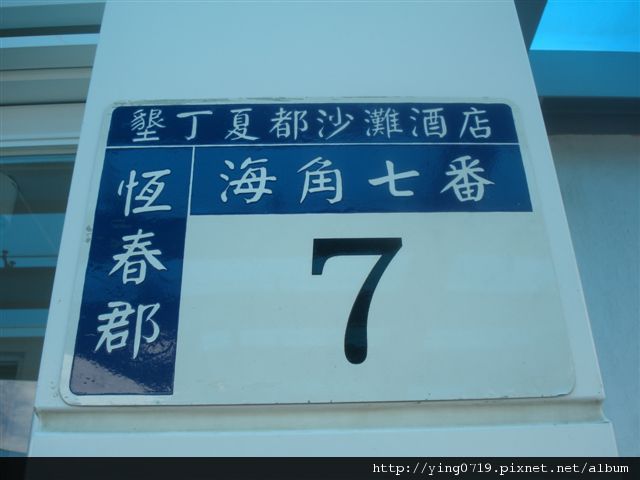 墾丁夏都沙灘酒店
海角七番
恆春郡
7
http://ying0719.pixnet.net/album